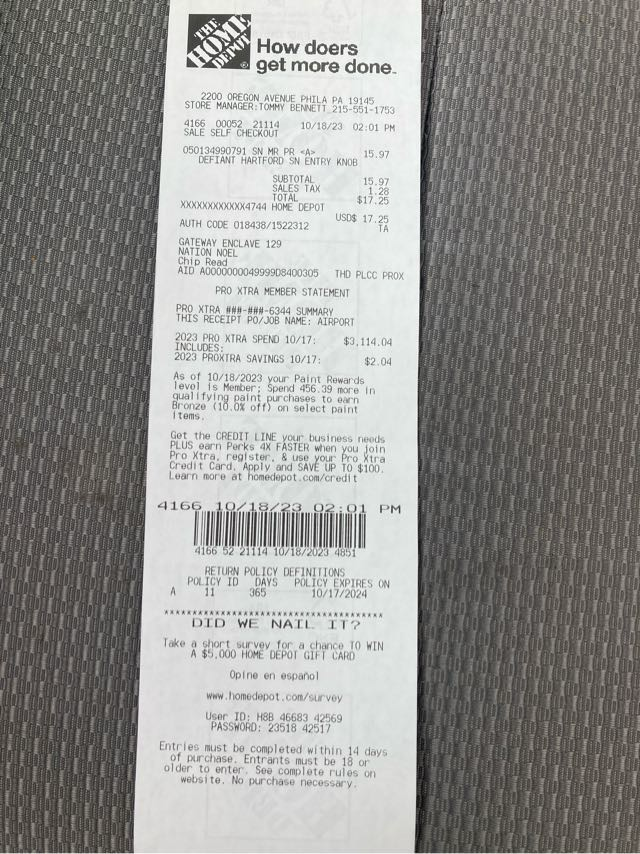 THE
HOME
DEPOT
How doers
get more done.
2200 OREGON AVENUE PHILA PA 19145
STORE MANAGER:TOMMY BENNETT 215-551-1753
4166 00052 21114 10/18/23 02:01 PM
SALE SELF CHECKOUT
050134990791 SN MR PR <A> 15.97
DEFIANT HARTFORD SN ENTRY KNOB
SUBTOTAL 15.97
SALES TAX 1.28
TOTAL $17.25
XXXXXXXXXXXX4744 HOME DEPOT
USD$ 17.25
AUTH CODE 018438/1522312 TA
GATEWAY ENCLAVE 129
NATION NOEL
Chip Read
AID A0000000049999D8400305 THD PLCC PROX
PRO XTRA MEMBER STATEMENT
PRO XTRA ###-###-6344 SUMMARY
THIS RECEIPT PO/JOB NAME: AIRPORT
2023 PRO XTRA SPEND 10/17: $3,114.04
INCLUDES:
2023 PROXTRA SAVINGS 10/17: $2.04
As of 10/18/2023 your Paint Rewards
level is Member; Spend 456.39 more in
qualifying paint purchases to earn
Bronze (10.0% off) on select paint
items.
Get the CREDIT LINE your business needs
PLUS earn Perks 4X FASTER when you join
Pro Xtra, register, & use your Pro Xtra
Credit Card. Apply and SAVE UP TO $100.
Learn more at homedepot.com/credit
4166 10/18/23 02:01 PM
4166 52 21114 10/18/2023 4851
RETURN POLICY DEFINITIONS
POLICY ID DAYS POLICY EXPIRES ON
A 11 365 10/17/2024
****************************************
DID WE NAIL IT?
Take a short survey for a chance TO WIN
A $5,000 HOME DEPOT GIFT CARD
Opine en español
www.homedepot.com/survey
User ID: H8B 46683 42569
PASSWORD: 23518 42517
Entries must be completed within 14 days
of purchase. Entrants must be 18 or
older to enter. See complete rules on
website. No purchase necessary.